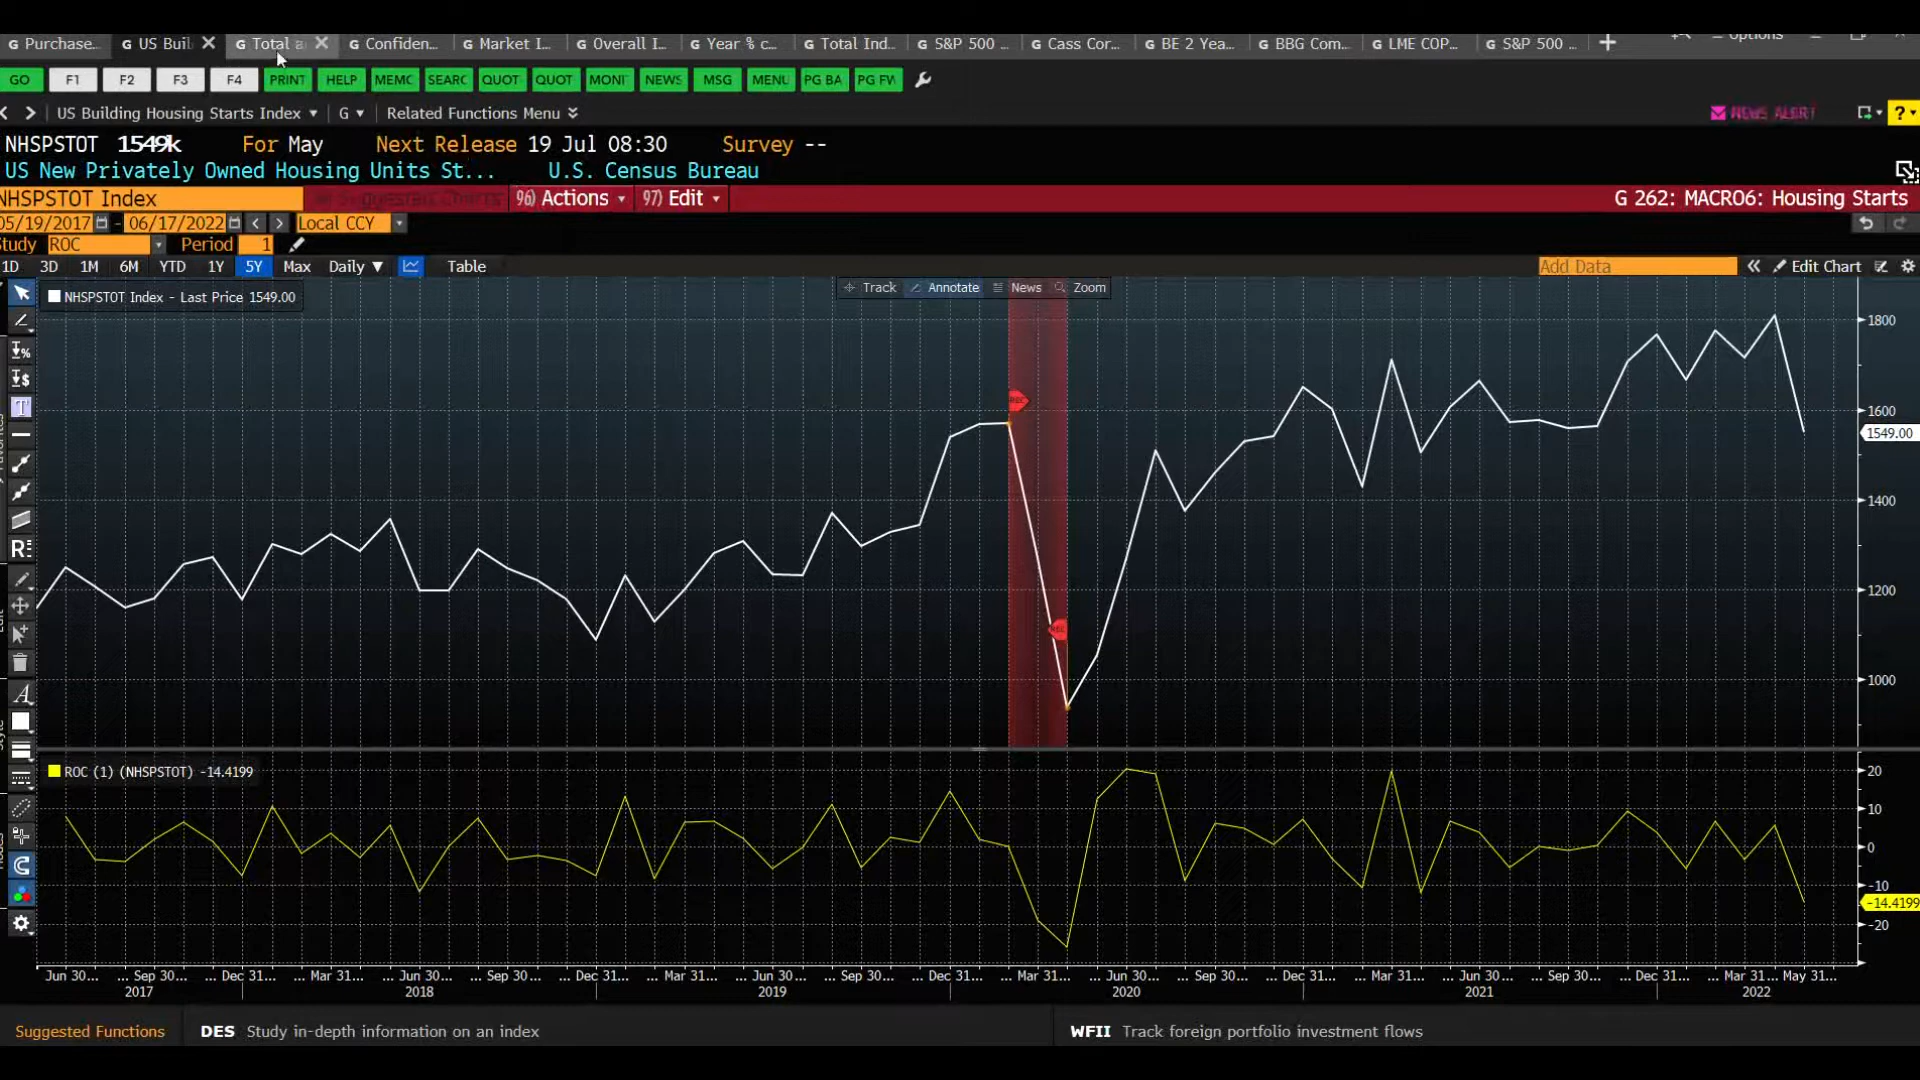 G Purchase... G US Buil G Total a G Confiden... G Market I... G Overall I... G Year % c... G Total Ind... G S&P 500 ... G Cass Cor... G BE 2 Yea... G BBG Com... G LME COP... G S&P 500 ... Options
GO F1 F2 F3 F4 PRINT HELP MEMC SEARC QUOT QUOT MONI NEWS MSG MENU PG BA PG FW
US Building Housing Starts Index G Related Functions Menu NEWS ALERT ?
NHSPSTOT 1549k For May Next Release 19 Jul 08:30 Survey --
US New Privately Owned Housing Units St... U.S. Census Bureau
NHSPSTOT Index Suggested Charts 96) Actions 97) Edit G 262: MACRO6: Housing Starts
05/19/2017 - 06/17/2022 Local CCY
Study ROC Period 1
1D 3D 1M 6M YTD 1Y 5Y Max Daily Table Add Data Edit Chart
Track Annotate News Zoom
NHSPSTOT Index - Last Price 1549.00
1800
1600
1549.00
1400
1200
1000
ROC (1) (NHSPSTOT) -14.4199
20
10
0
-10
-14.4199
-20
Jun 30... Sep 30... Dec 31... Mar 31... Jun 30... Sep 30... Dec 31... Mar 31... Jun 30... Sep 30... Dec 31... Mar 31... Jun 30... Sep 30... Dec 31... Mar 31... Jun 30... Sep 30... Dec 31... Mar 31... May 31...
2017 2018 2019 2020 2021 2022
Suggested Functions DES Study in-depth information on an index WFII Track foreign portfolio investment flows